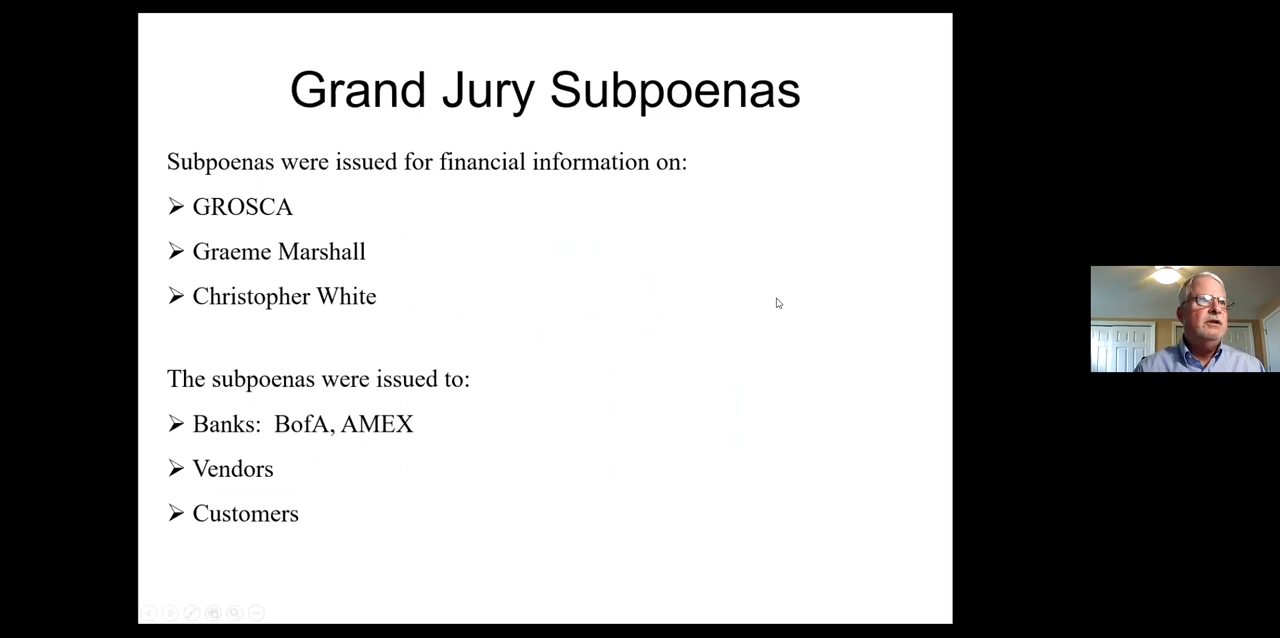 Grand Jury Subpoenas
Subpoenas were issued for financial information on:
➢ GROSCA
➢ Graeme Marshall
➢ Christopher White
The subpoenas were issued to:
➢ Banks:  BofA, AMEX
➢ Vendors
➢ Customers